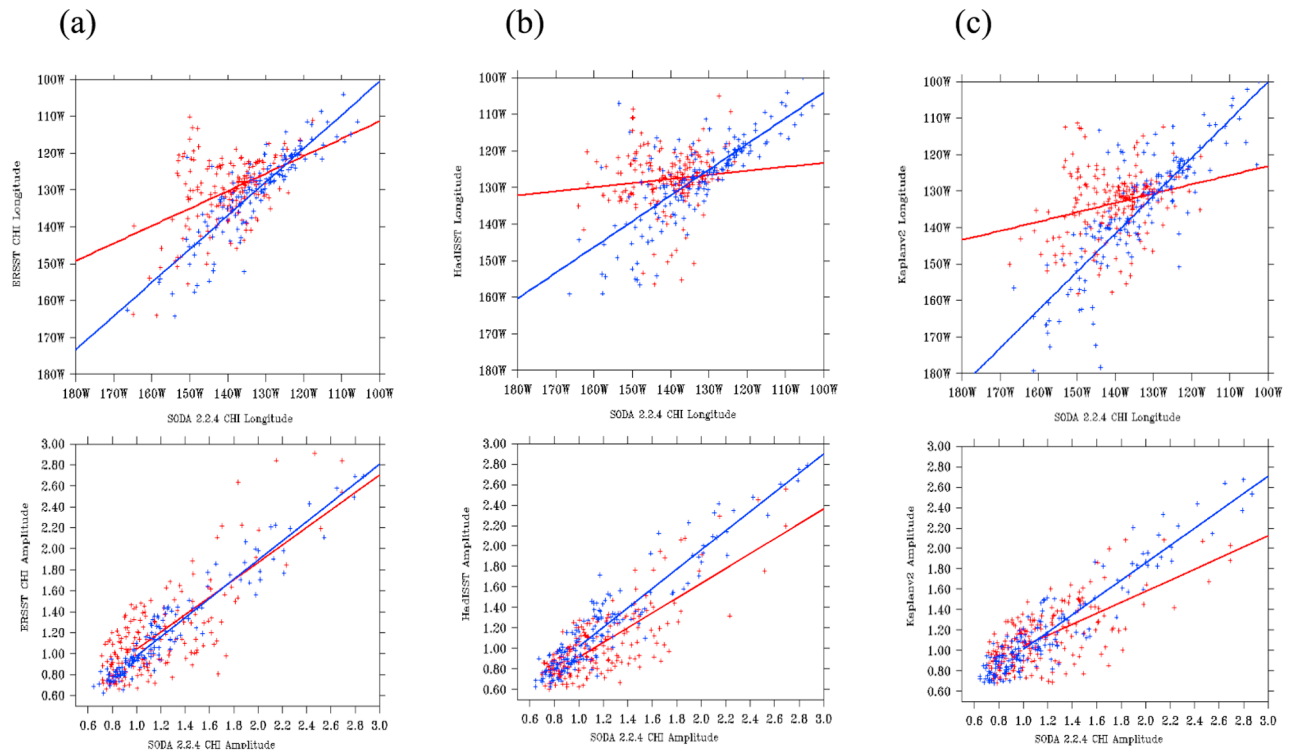 (a)
(b)
(c)
100W
110W
120W
130W
140W
150W
160W
170W
180W
ERSST CHI Longitude
180W 170W 160W 150W 140W 130W 120W 110W 100W
SODA 2.2.4 CHI Longitude
100W
110W
120W
130W
140W
150W
160W
170W
180W
HadISST Longitude
180W 170W 160W 150W 140W 130W 120W 110W 100W
SODA 2.2.4 CHI Longitude
100W
110W
120W
130W
140W
150W
160W
170W
180W
Kaplanv2 Longitude
180W 170W 160W 150W 140W 130W 120W 110W 100W
SODA 2.2.4 CHI Longitude
3.00
2.80
2.60
2.40
2.20
2.00
1.80
1.60
1.40
1.20
1.00
0.80
0.60
ERSST CHI Amplitude
0.6 0.8 1.0 1.2 1.4 1.6 1.8 2.0 2.2 2.4 2.6 2.8 3.0
SODA 2.2.4 CHI Amplitude
3.00
2.80
2.60
2.40
2.20
2.00
1.80
1.60
1.40
1.20
1.00
0.80
0.60
HadISST Amplitude
0.6 0.8 1.0 1.2 1.4 1.6 1.8 2.0 2.2 2.4 2.6 2.8 3.0
SODA 2.2.4 CHI Amplitude
3.00
2.80
2.60
2.40
2.20
2.00
1.80
1.60
1.40
1.20
1.00
0.80
0.60
Kaplanv2 Amplitude
0.6 0.8 1.0 1.2 1.4 1.6 1.8 2.0 2.2 2.4 2.6 2.8 3.0
SODA 2.2.4 CHI Amplitude